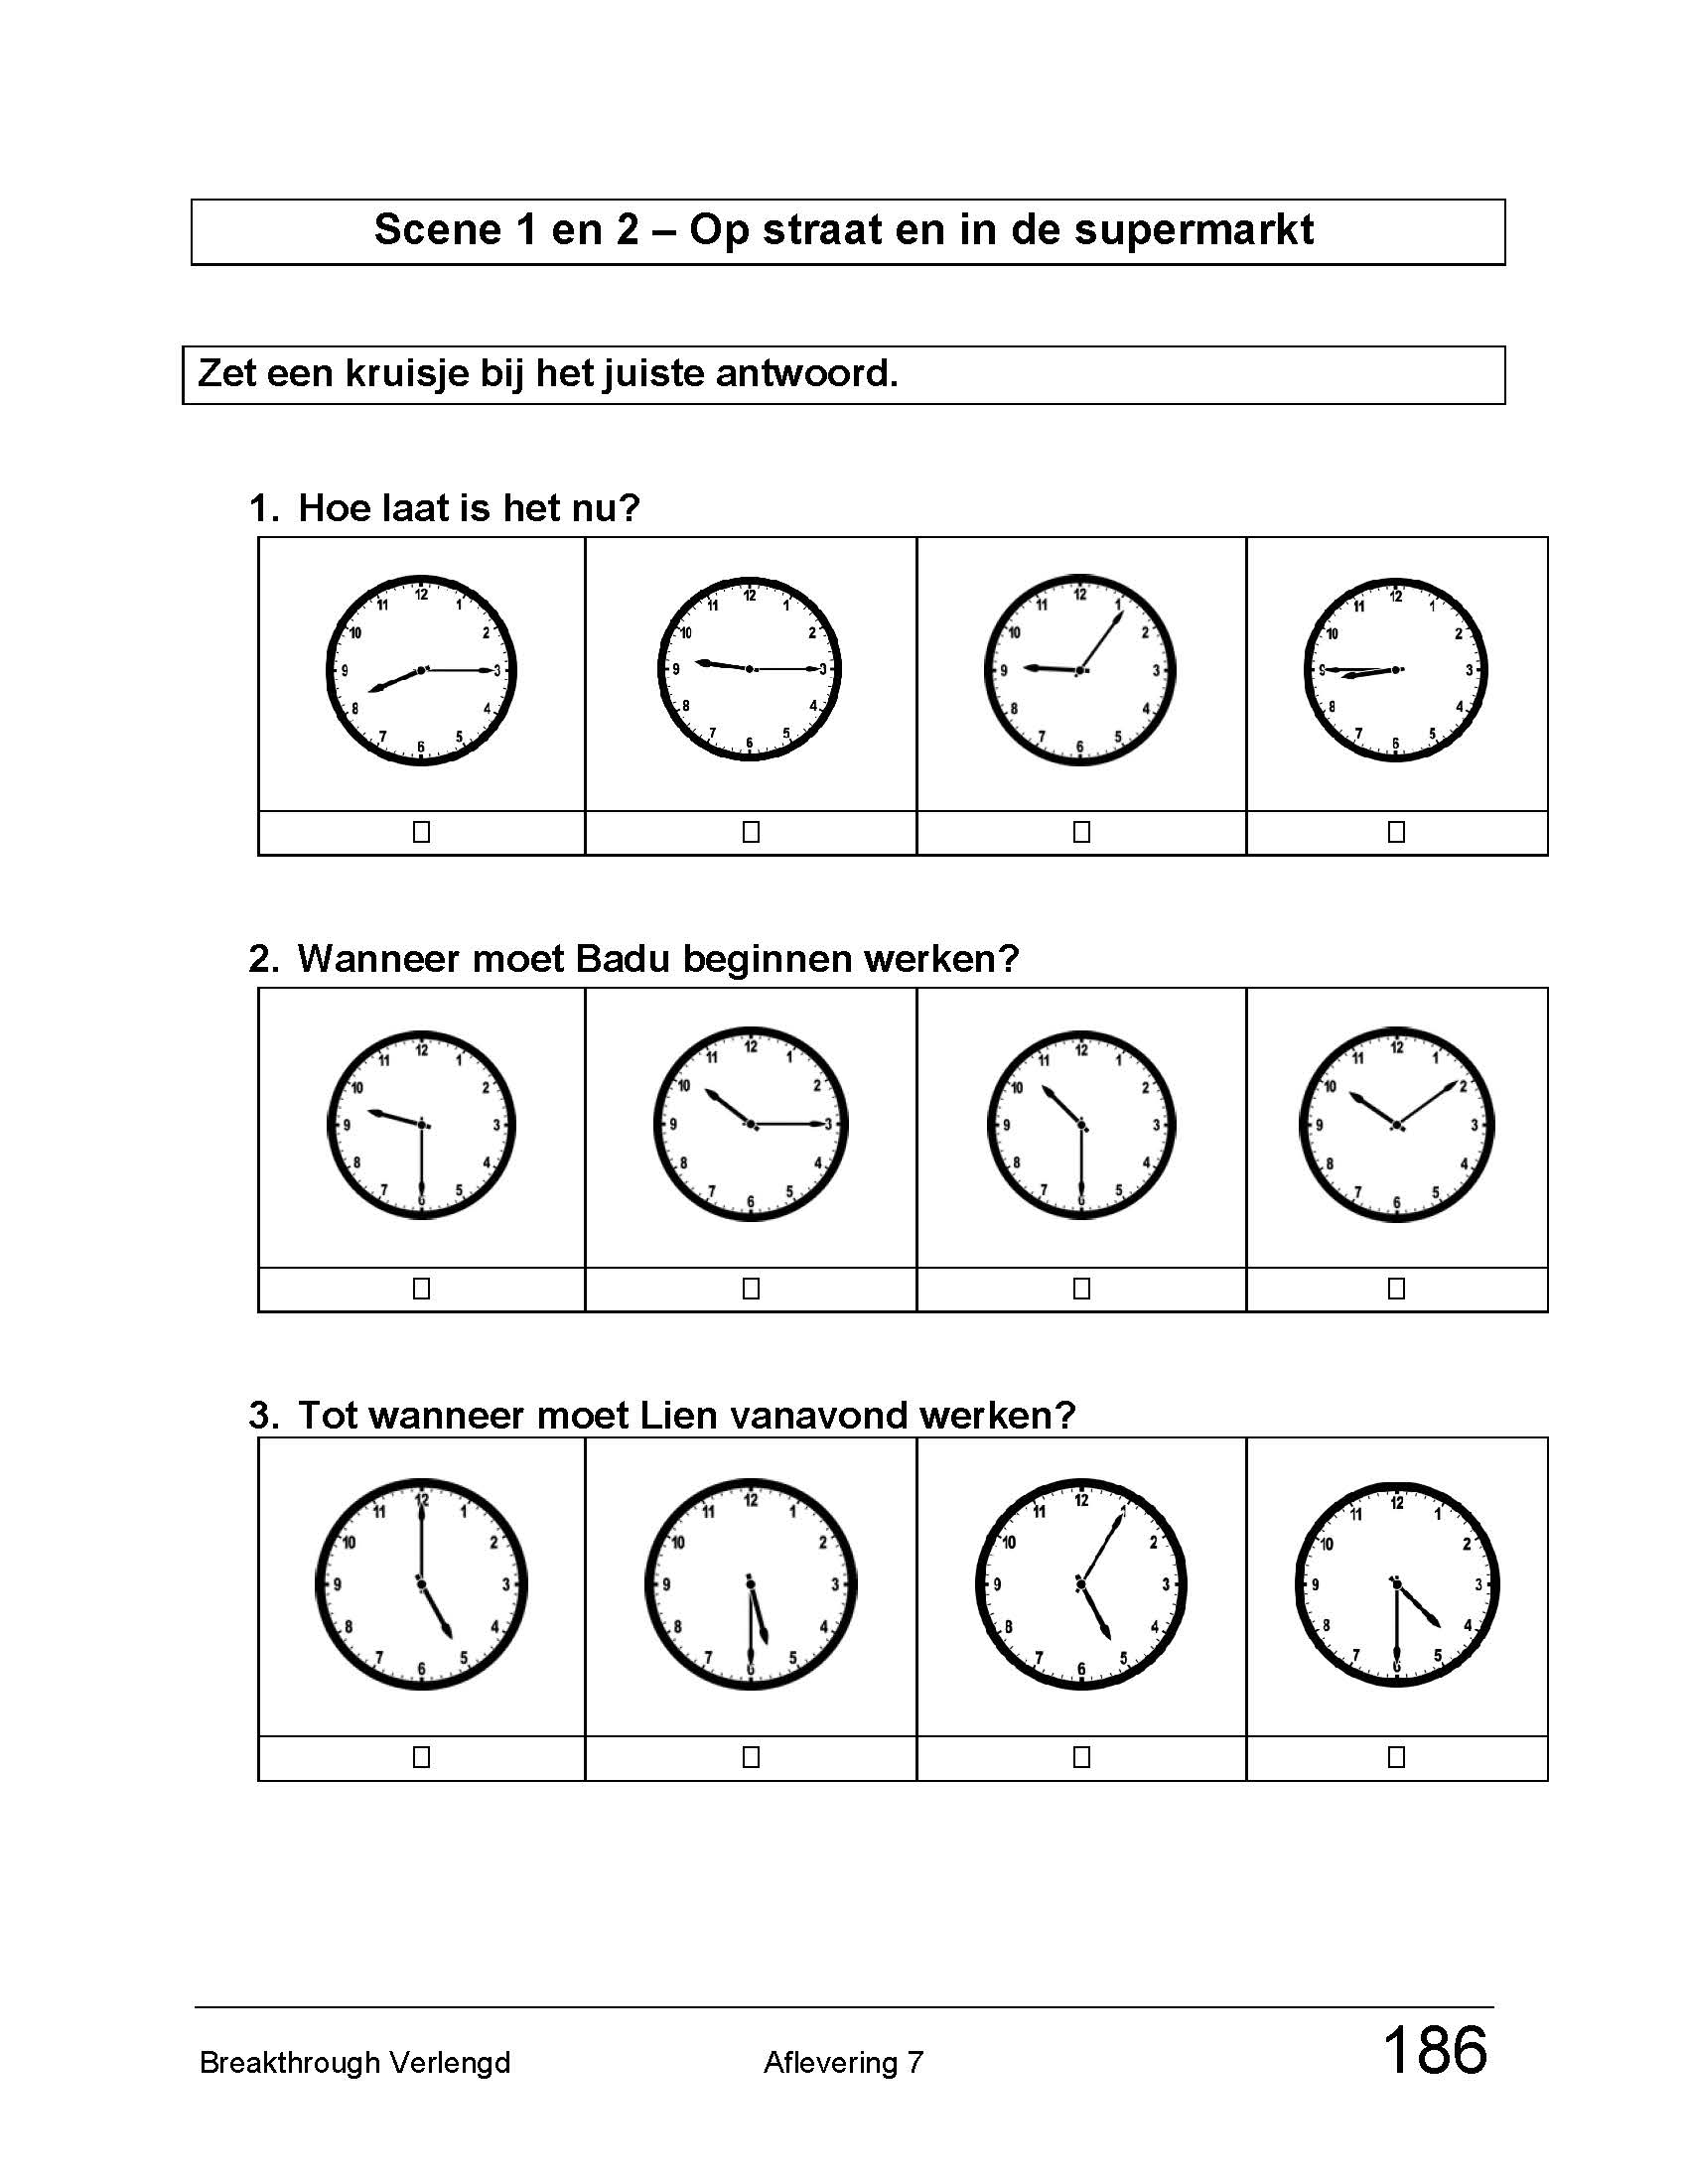 Scene 1 en 2 – Op straat en in de supermarkt
Zet een kruisje bij het juiste antwoord.
1. Hoe laat is het nu?
12 1 2 3 4 5 6 7 8 9 10 11
12 1 2 3 4 5 6 7 8 9 10 11
12 1 2 3 4 5 6 7 8 9 10 11
12 1 2 3 4 5 6 7 8 9 10 11
2. Wanneer moet Badu beginnen werken?
12 1 2 3 4 5 6 7 8 9 10 11
12 1 2 3 4 5 6 7 8 9 10 11
12 1 2 3 4 5 6 7 8 9 10 11
12 1 2 3 4 5 6 7 8 9 10 11
3. Tot wanneer moet Lien vanavond werken?
12 1 2 3 4 5 6 7 8 9 10 11
12 1 2 3 4 5 6 7 8 9 10 11
12 1 2 3 4 5 6 7 8 9 10 11
12 1 2 3 4 5 6 7 8 9 10 11
Breakthrough Verlengd Aflevering 7 186